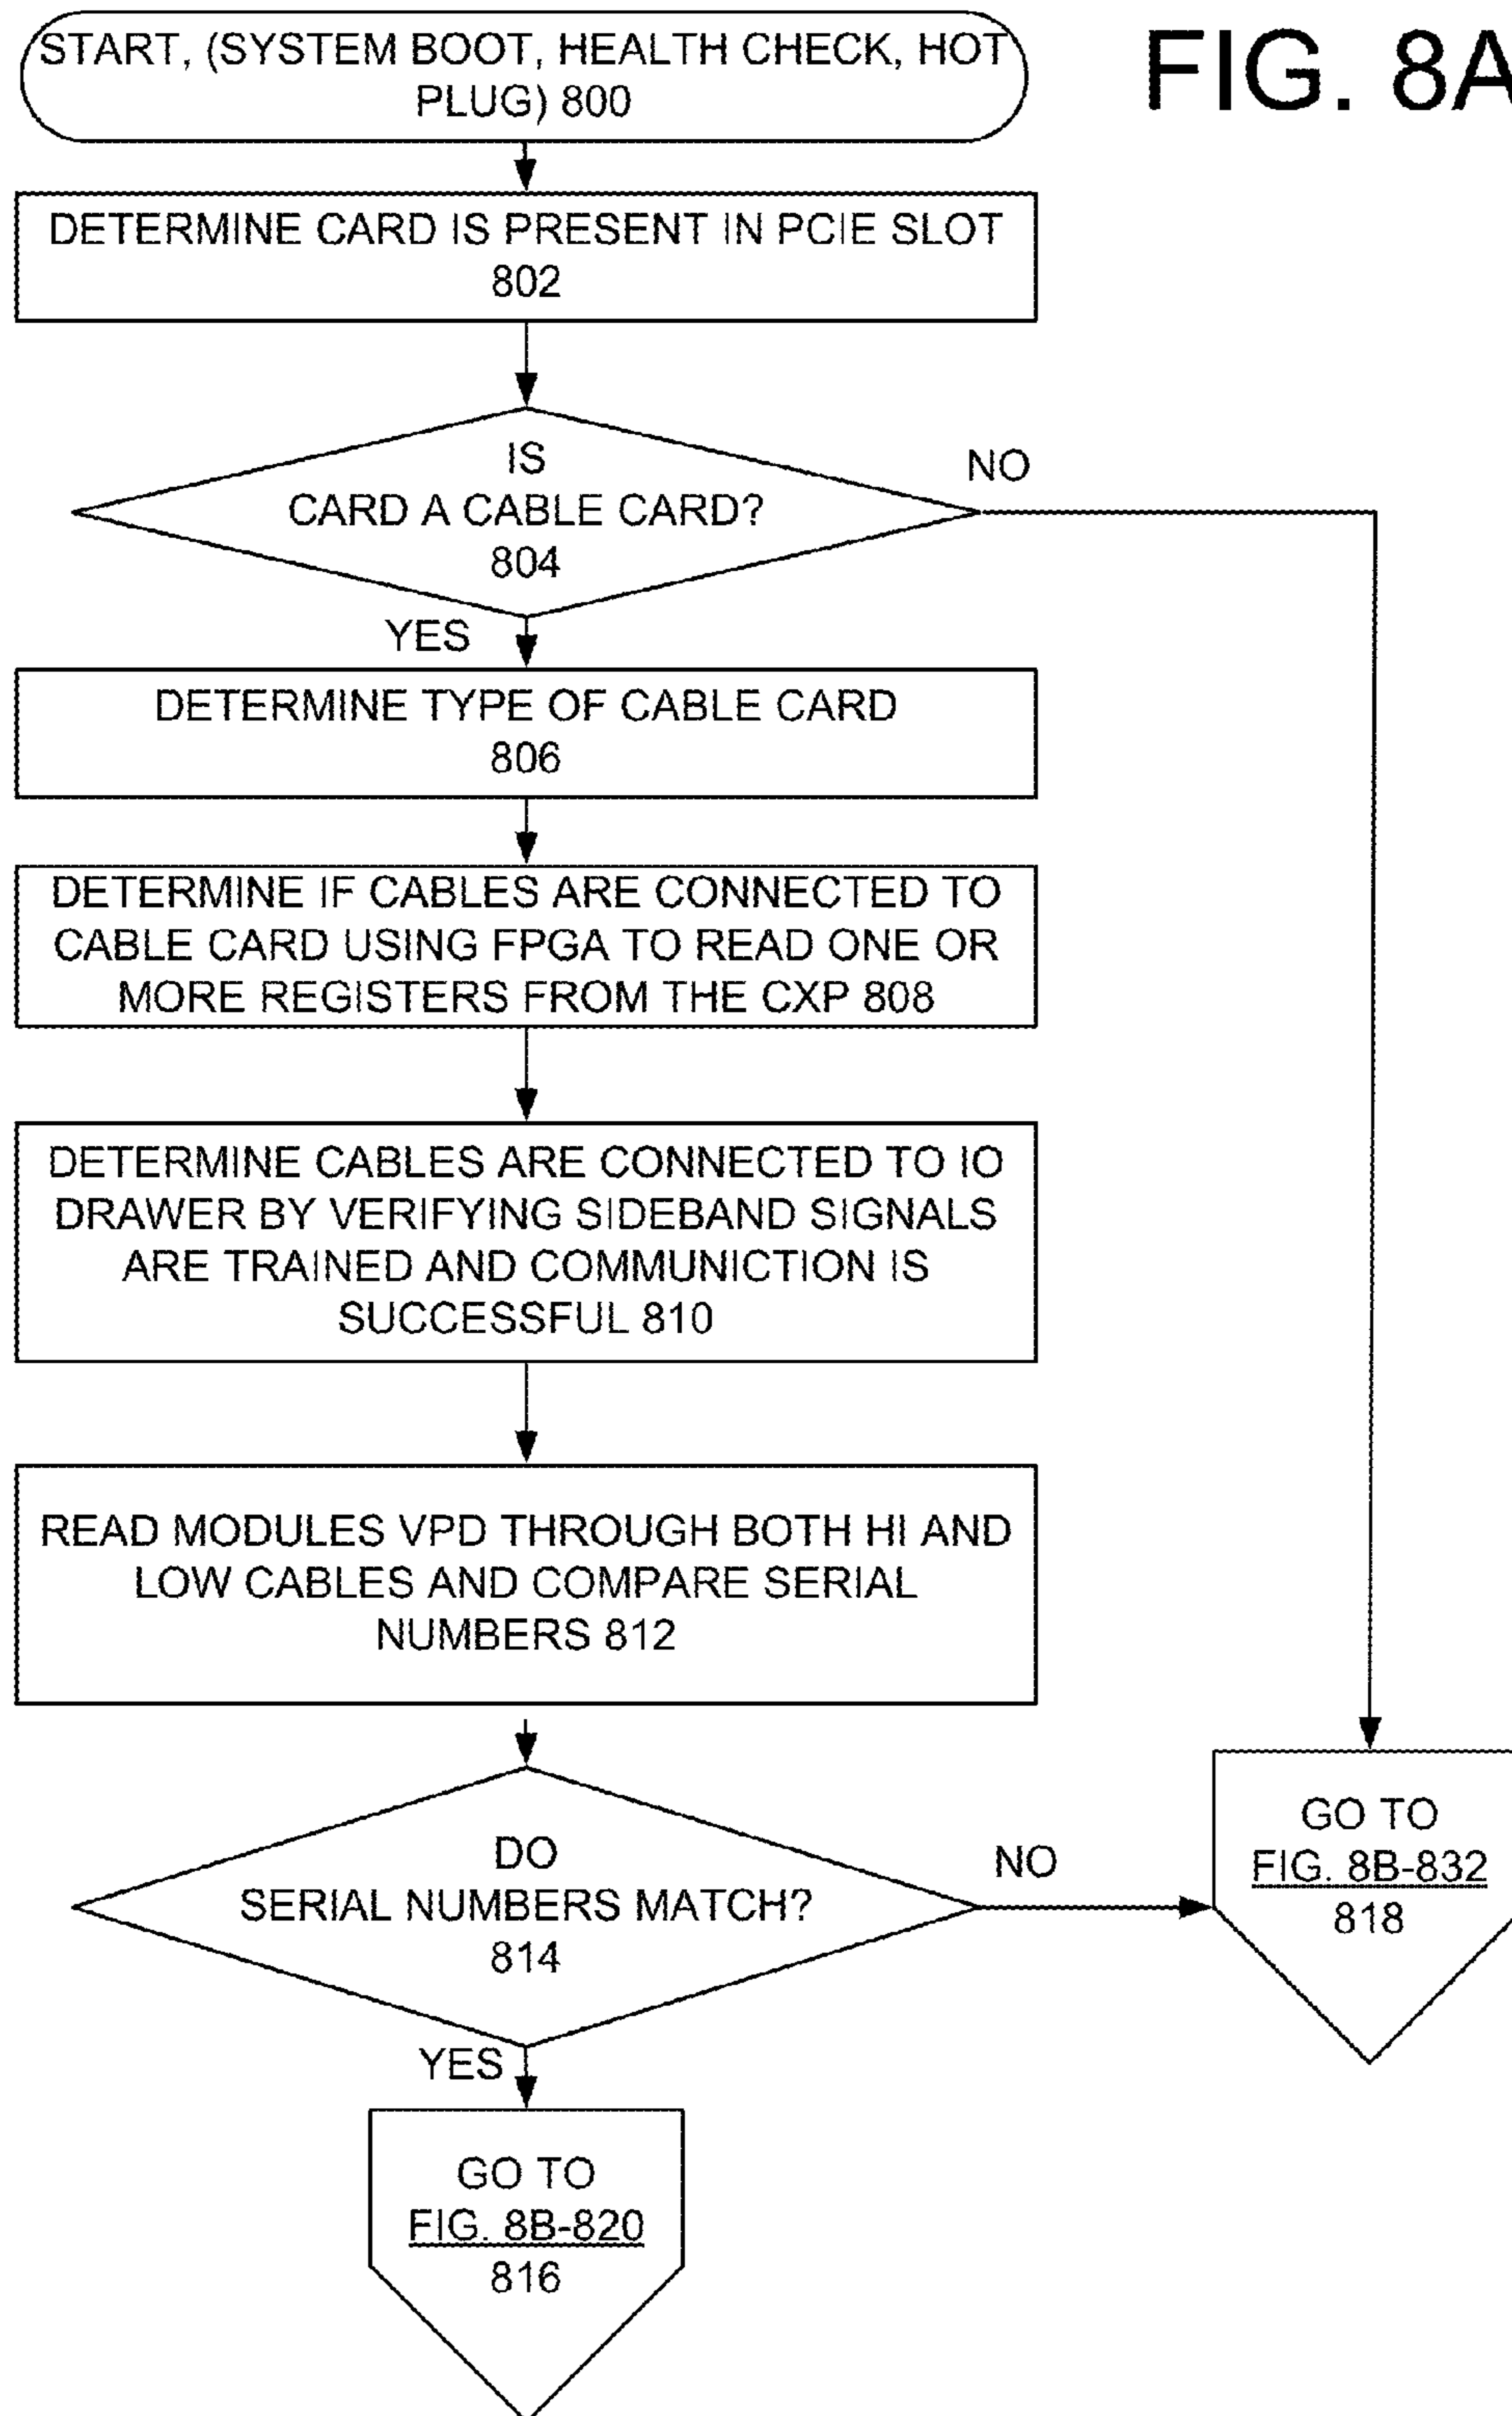 START, (SYSTEM BOOT, HEALTH CHECK, HOT
PLUG) 800
FIG. 8A
DETERMINE CARD IS PRESENT IN PCIE SLOT
802
IS
CARD A CABLE CARD?
804
NO
YES
DETERMINE TYPE OF CABLE CARD
806
DETERMINE IF CABLES ARE CONNECTED TO
CABLE CARD USING FPGA TO READ ONE OR
MORE REGISTERS FROM THE CXP 808
DETERMINE CABLES ARE CONNECTED TO IO
DRAWER BY VERIFYING SIDEBAND SIGNALS
ARE TRAINED AND COMMUNICTION IS
SUCCESSFUL 810
READ MODULES VPD THROUGH BOTH HI AND
LOW CABLES AND COMPARE SERIAL
NUMBERS 812
DO
SERIAL NUMBERS MATCH?
814
NO
GO TO
FIG. 8B-832
818
YES
GO TO
FIG. 8B-820
816